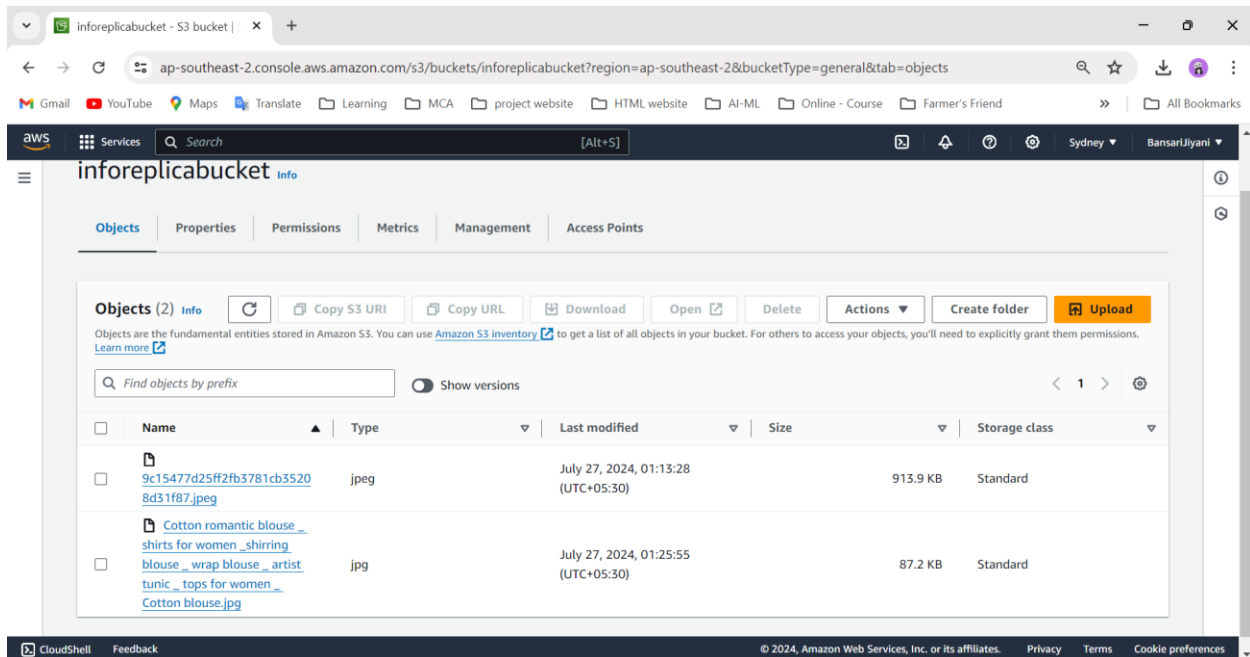 inforeplicabucket - S3 bucket |
ap-southeast-2.console.aws.amazon.com/s3/buckets/inforeplicabucket?region=ap-southeast-2&bucketType=general&tab=objects
Gmail YouTube Maps Translate Learning MCA project website HTML website AI-ML Online - Course Farmer's Friend » All Bookmarks
aws Services Search [Alt+S] Sydney ▼ BansariJiyani ▼
inforeplicabucket Info
Objects Properties Permissions Metrics Management Access Points
Objects (2) Info Copy S3 URI Copy URL Download Open Delete Actions ▼ Create folder Upload
Objects are the fundamental entities stored in Amazon S3. You can use Amazon S3 inventory to get a list of all objects in your bucket. For others to access your objects, you'll need to explicitly grant them permissions.
Learn more
Find objects by prefix Show versions 1
Name Type Last modified Size Storage class
9c15477d25ff2fb3781cb3520
8d31f87.jpeg
jpeg
July 27, 2024, 01:13:28
(UTC+05:30)
913.9 KB
Standard
Cotton romantic blouse _
shirts for women _shirring
blouse _ wrap blouse _ artist
tunic _ tops for women _
Cotton blouse.jpg
jpg
July 27, 2024, 01:25:55
(UTC+05:30)
87.2 KB
Standard
CloudShell Feedback © 2024, Amazon Web Services, Inc. or its affiliates. Privacy Terms Cookie preferences